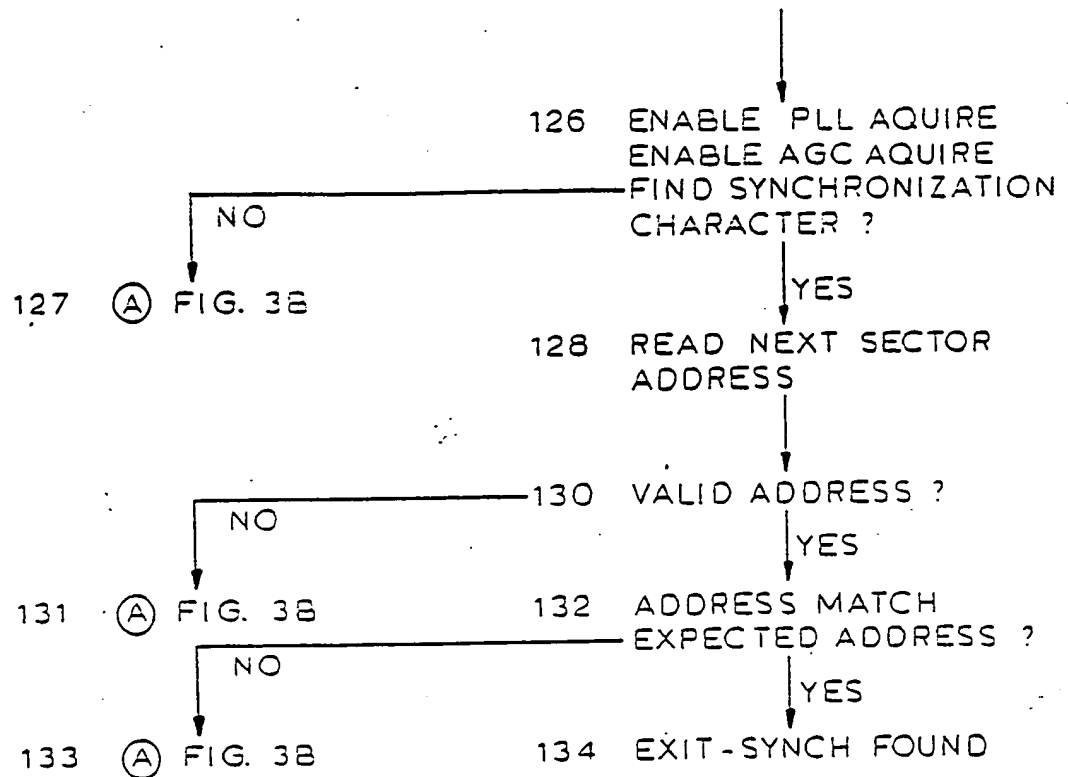 126 ENABLE PLL AQUIRE
ENABLE AGC AQUIRE
FIND SYNCHRONIZATION
CHARACTER ?
NO
YES
127 (A) FIG. 3B
128 READ NEXT SECTOR
ADDRESS
130 VALID ADDRESS ?
NO
YES
131 (A) FIG. 3B
132 ADDRESS MATCH
EXPECTED ADDRESS ?
NO
YES
133 (A) FIG. 3B
134 EXIT-SYNCH FOUND